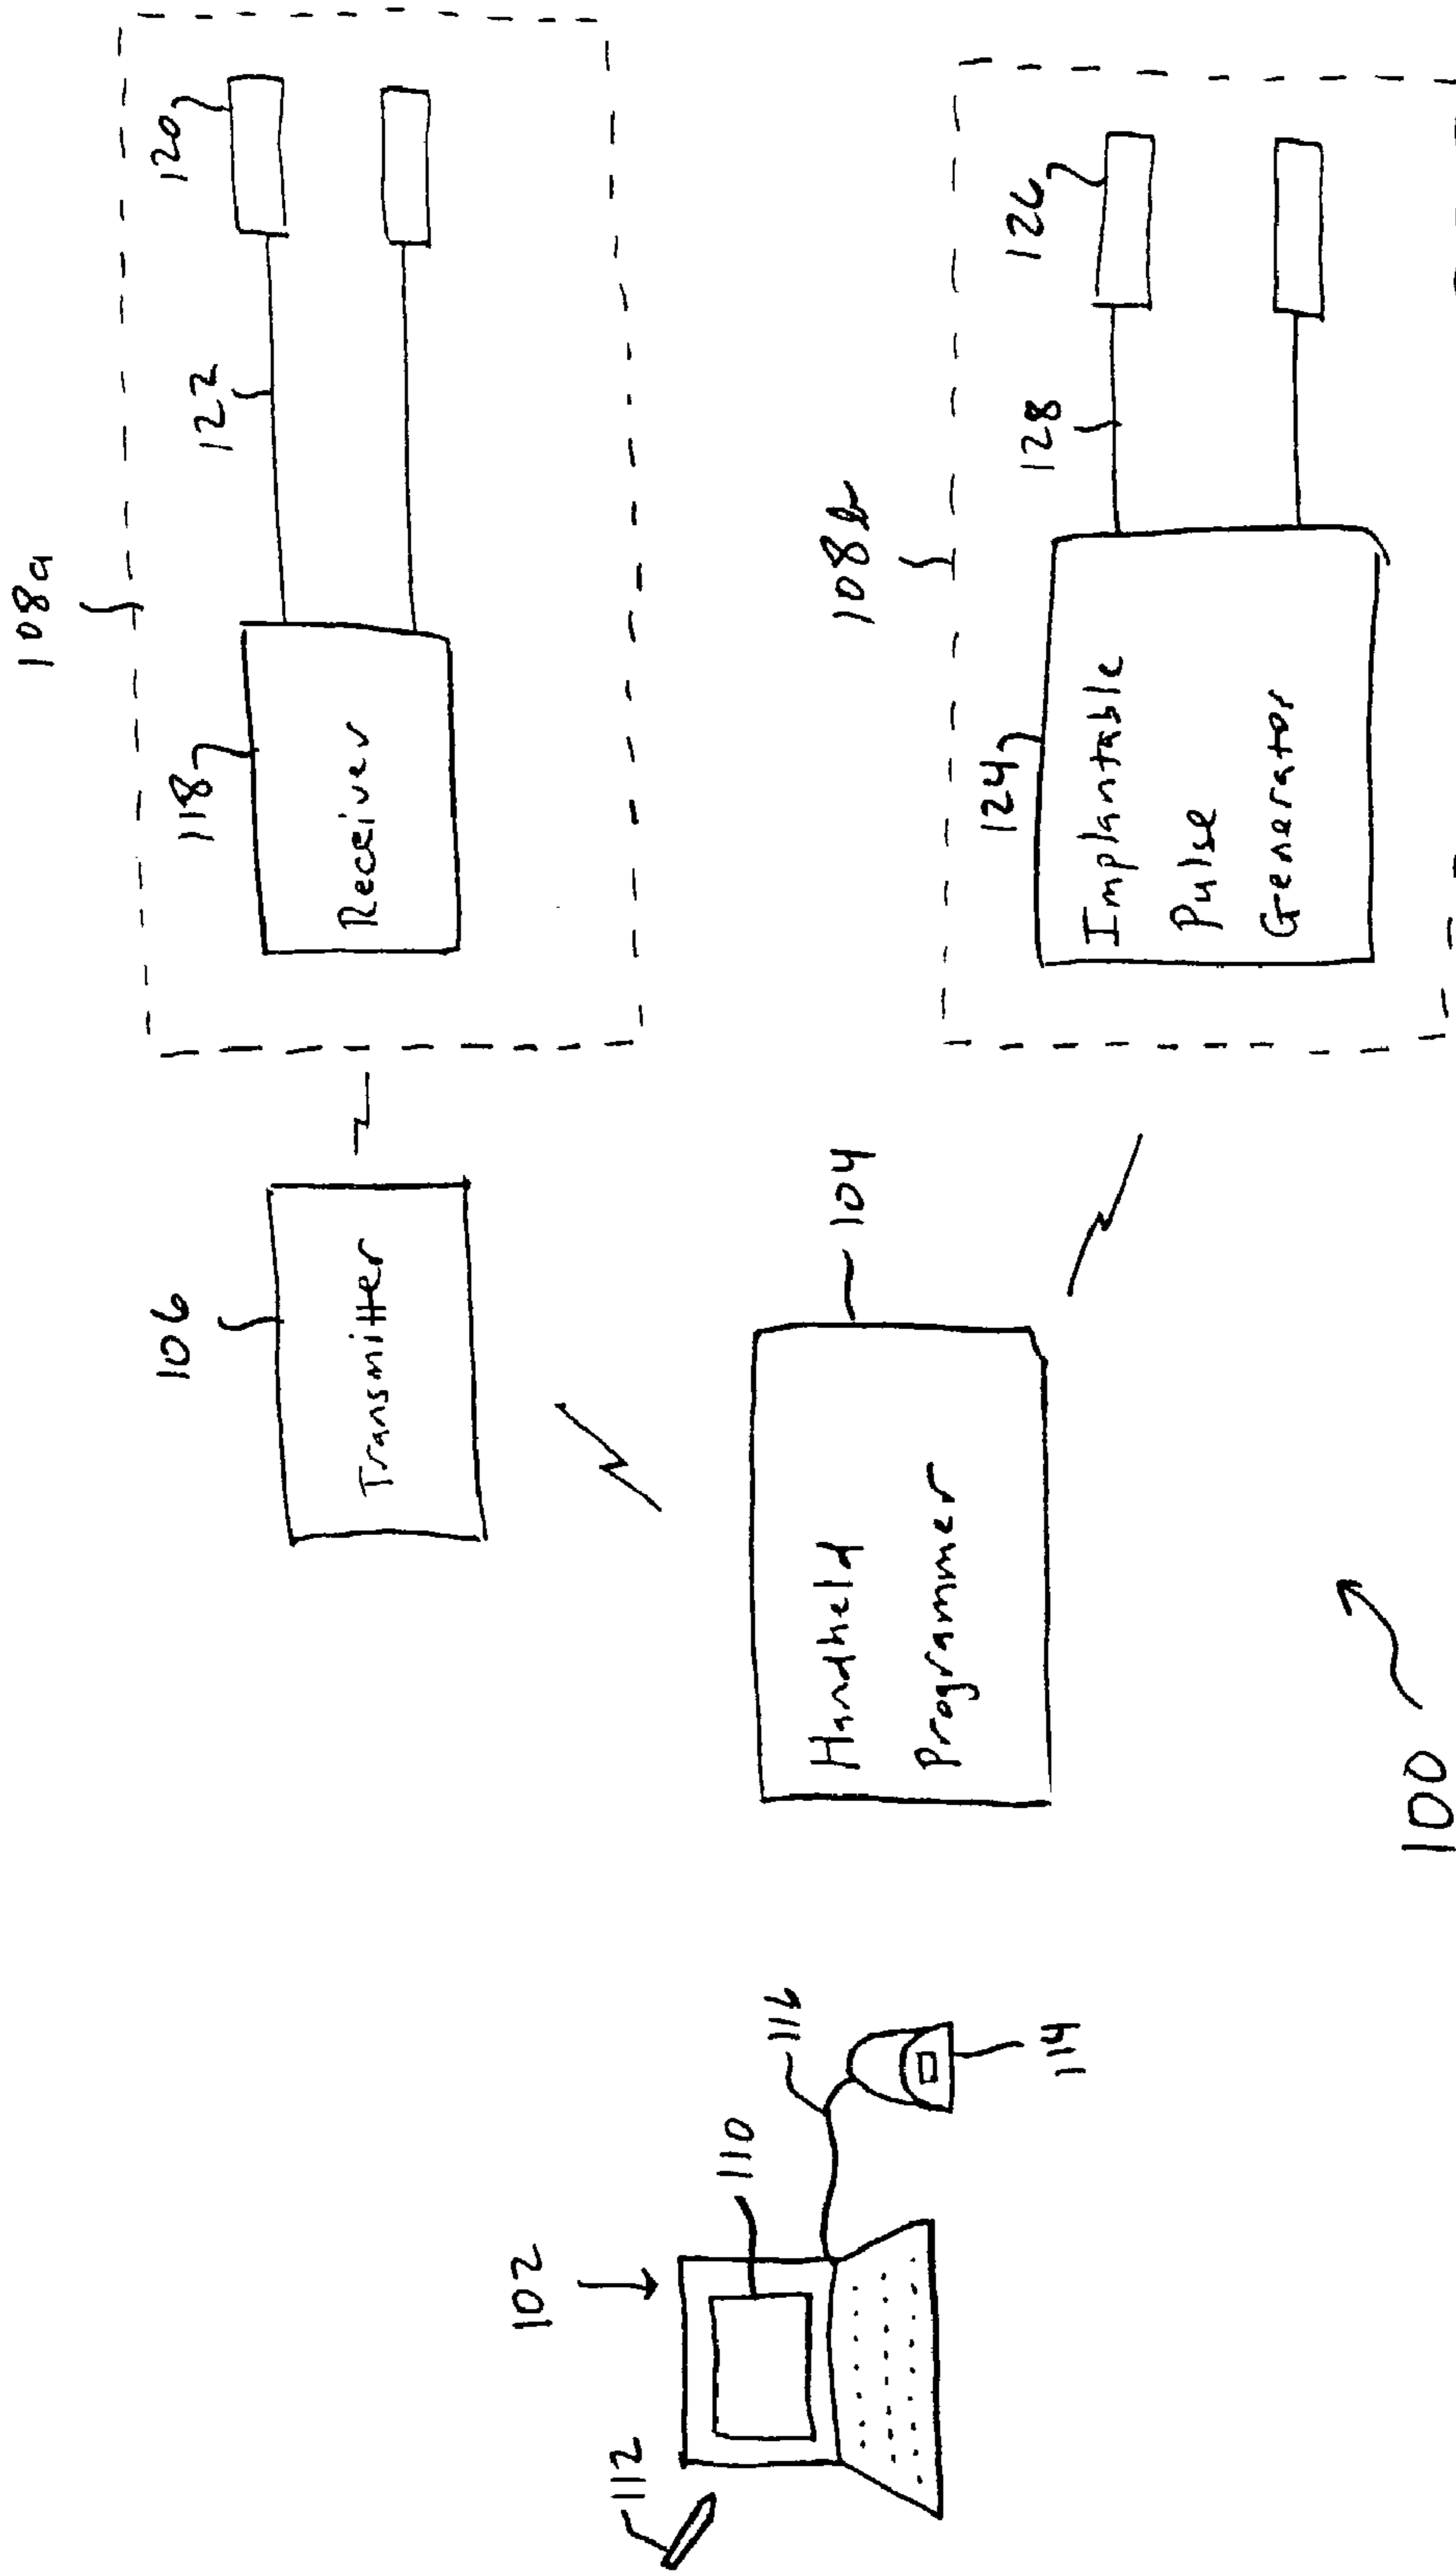 108a
120
122
118
Receiver
106
Transmitter
108b
126
128
124
Implantable
Pulse
Generator
104
Handheld
Programmer
102
110
112
116
114
100